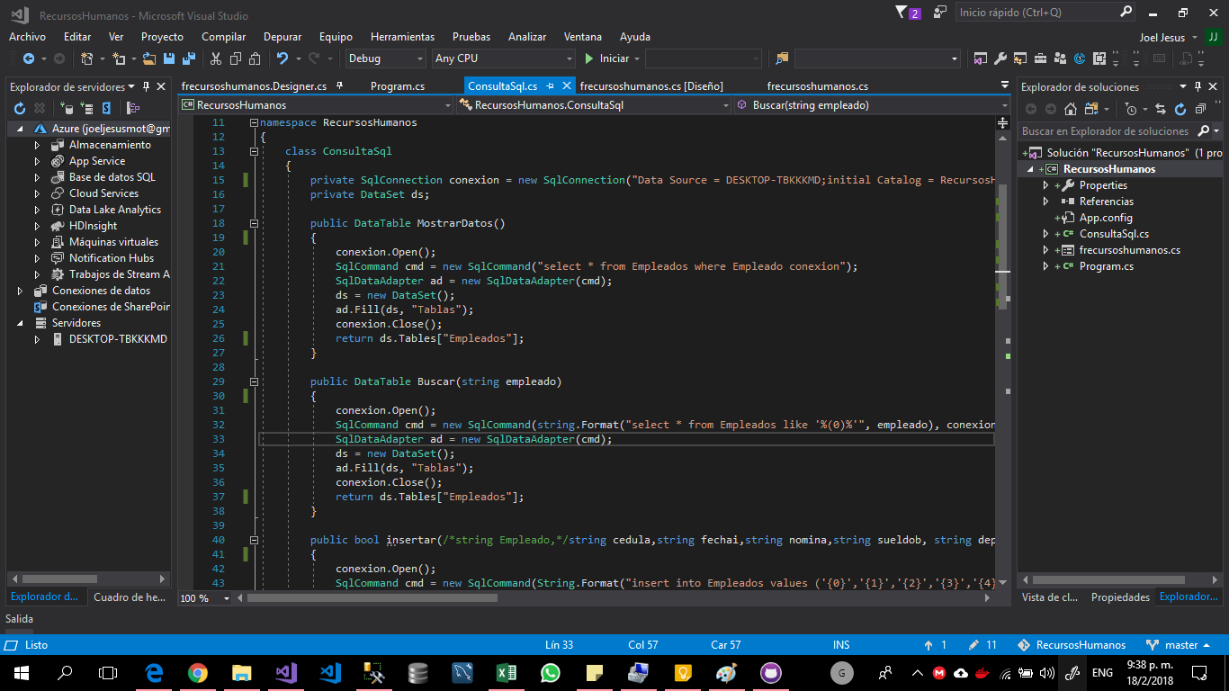 RecursosHumanos - Microsoft Visual Studio
2
Inicio rápido (Ctrl+Q)
Archivo Editar Ver Proyecto Compilar Depurar Equipo Herramientas Pruebas Analizar Ventana Ayuda
Joel Jesus JJ
Debug Any CPU Iniciar
Explorador de servidores
frecursoshumanos.Designer.cs Program.cs ConsultaSql.cs frecursoshumanos.cs [Diseño] frecursoshumanos.cs
Explorador de soluciones
RecursosHumanos RecursosHumanos.ConsultaSql Buscar(string empleado)
Azure (joeljesusmot@gm
Almacenamiento
App Service
Base de datos SQL
Cloud Services
Data Lake Analytics
HDInsight
Máquinas virtuales
Notification Hubs
Trabajos de Stream A
Conexiones de datos
Conexiones de SharePoin
Servidores
DESKTOP-TBKKKMD
11 namespace RecursosHumanos
12 {
13 class ConsultaSql
14 {
15 private SqlConnection conexion = new SqlConnection("Data Source = DESKTOP-TBKKKMD;initial Catalog = RecursosH
16 private DataSet ds;
17
18 public DataTable MostrarDatos()
19 {
20 conexion.Open();
21 SqlCommand cmd = new SqlCommand("select * from Empleados where Empleado conexion");
22 SqlDataAdapter ad = new SqlDataAdapter(cmd);
23 ds = new DataSet();
24 ad.Fill(ds, "Tablas");
25 conexion.Close();
26 return ds.Tables["Empleados"];
27 }
28
29 public DataTable Buscar(string empleado)
30 {
31 conexion.Open();
32 SqlCommand cmd = new SqlCommand(string.Format("select * from Empleados like '%(0)%'", empleado), conexion
33 SqlDataAdapter ad = new SqlDataAdapter(cmd);
34 ds = new DataSet();
35 ad.Fill(ds, "Tablas");
36 conexion.Close();
37 return ds.Tables["Empleados"];
38 }
39
40 public bool insertar(/*string Empleado,*/string cedula,string fechai,string nomina,string sueldob, string dep
41 {
42 conexion.Open();
43 SqlCommand cmd = new SqlCommand(String.Format("insert into Empleados values ('{0}','{1}','{2}','{3}','{4}
Buscar en Explorador de soluciones
Solución "RecursosHumanos" (1 pro
RecursosHumanos
Properties
Referencias
App.config
ConsultaSql.cs
frecursoshumanos.cs
Program.cs
Explorador d... Cuadro de he...
100 %
Vista de cl... Propiedades Explorador...
Salida
Listo Lín 33 Col 57 Car 57 INS 1 11 RecursosHumanos master
G
ENG
9:38 p. m.
18/2/2018